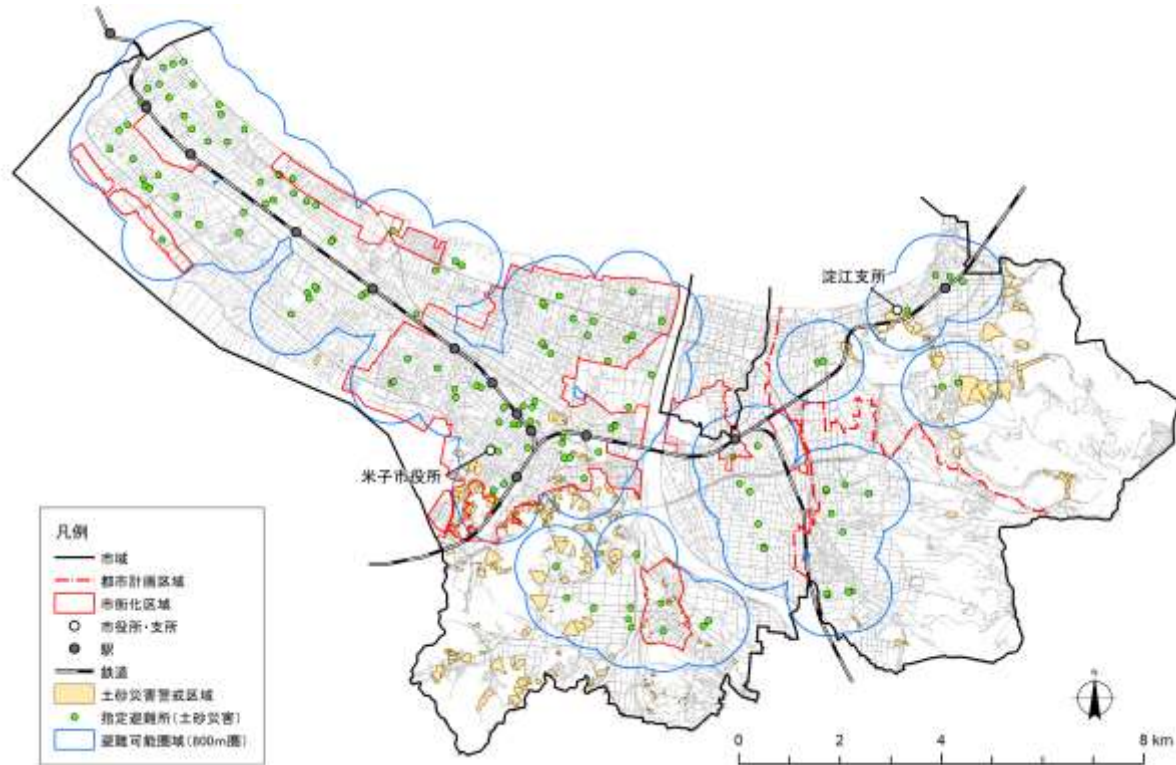 淀江支所
米子市役所
凡例
市域
都市計画区域
市街化区域
市役所・支所
駅
鉄道
土砂災害警戒区域
指定避難所(土砂災害)
避難可能圏域(800m圏)
N
0 2 4 6 8 km